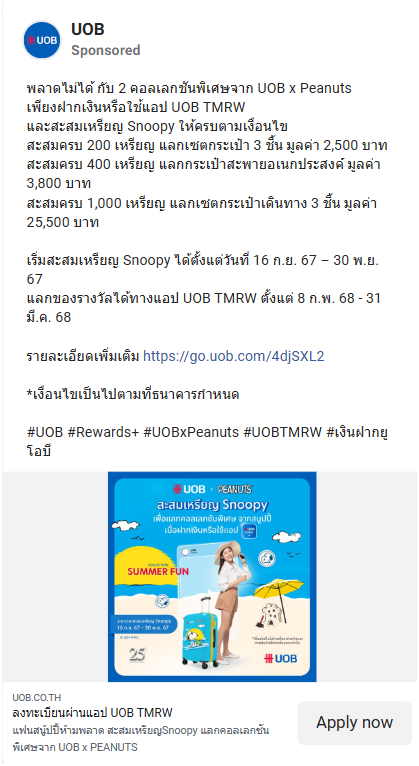 UOB
UOB
Sponsored
พลาดไม่ได้ กับ 2 คอลเลกชันพิเศษจาก UOB x Peanuts
เพียงฝากเงินหรือใช้แอป UOB TMRW
และสะสมเหรียญ Snoopy ให้ครบตามเงื่อนไข
สะสมครบ 200 เหรียญ แลกเซตกระเป๋า 3 ชิ้น มูลค่า 2,500 บาท
สะสมครบ 400 เหรียญ แลกกระเป๋าสะพายอเนกประสงค์ มูลค่า
3,800 บาท
สะสมครบ 1,000 เหรียญ แลกเซตกระเป๋าเดินทาง 3 ชิ้น มูลค่า
25,500 บาท
เริ่มสะสมเหรียญ Snoopy ได้ตั้งแต่วันที่ 16 ก.ย. 67 – 30 พ.ย.
67
แลกของรางวัลได้ทางแอป UOB TMRW ตั้งแต่ 8 ก.พ. 68 - 31
มี.ค. 68
รายละเอียดเพิ่มเติม https://go.uob.com/4djSXL2
*เงื่อนไขเป็นไปตามที่ธนาคารกำหนด
#UOB #Rewards+ #UOBxPeanuts #UOBTMRW #เงินฝากยู
โอบี
UOB x PEANUTS
สะสมเหรียญ Snoopy
เพื่อแลกคอลเลกชันพิเศษ จากสนูปปี้
เมื่อฝากเงินหรือใช้แอป
COLLECTION
SUMMER FUN
ระยะเวลาสะสมเหรียญ Snoopy
16 ก.ย. 67 - 30 พ.ย. 67
25
UOB
UOB.CO.TH
ลงทะเบียนผ่านแอป UOB TMRW
แฟนสนู้ปปี้ห้ามพลาด สะสมเหรียญSnoopy แลกคอลเลกชัน
พิเศษจาก UOB x PEANUTS
Apply now